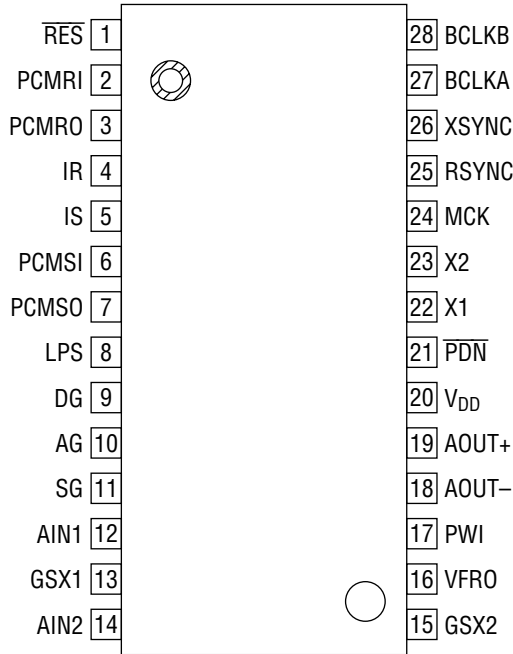 R̅E̅S̅ 1 28 BCLKB
PCMRI 2 27 BCLKA
PCMRO 3 26 XSYNC
IR 4 25 RSYNC
IS 5 24 MCK
PCMSI 6 23 X2
PCMSO 7 22 X1
LPS 8 21 P̅D̅N̅
DG 9 20 VDD
AG 10 19 AOUT+
SG 11 18 AOUT–
AIN1 12 17 PWI
GSX1 13 16 VFRO
AIN2 14 15 GSX2